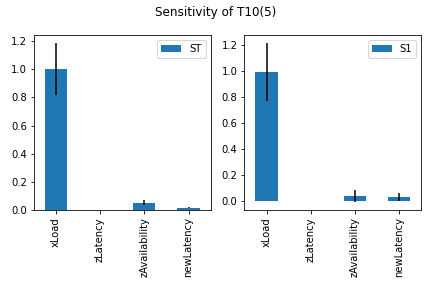 Sensitivity of T10(5)
ST
1.2
1.0
0.8
0.6
0.4
0.2
0.0
xLoad
zLatency
zAvailability
newLatency
S1
1.2
1.0
0.8
0.6
0.4
0.2
0.0
xLoad
zLatency
zAvailability
newLatency